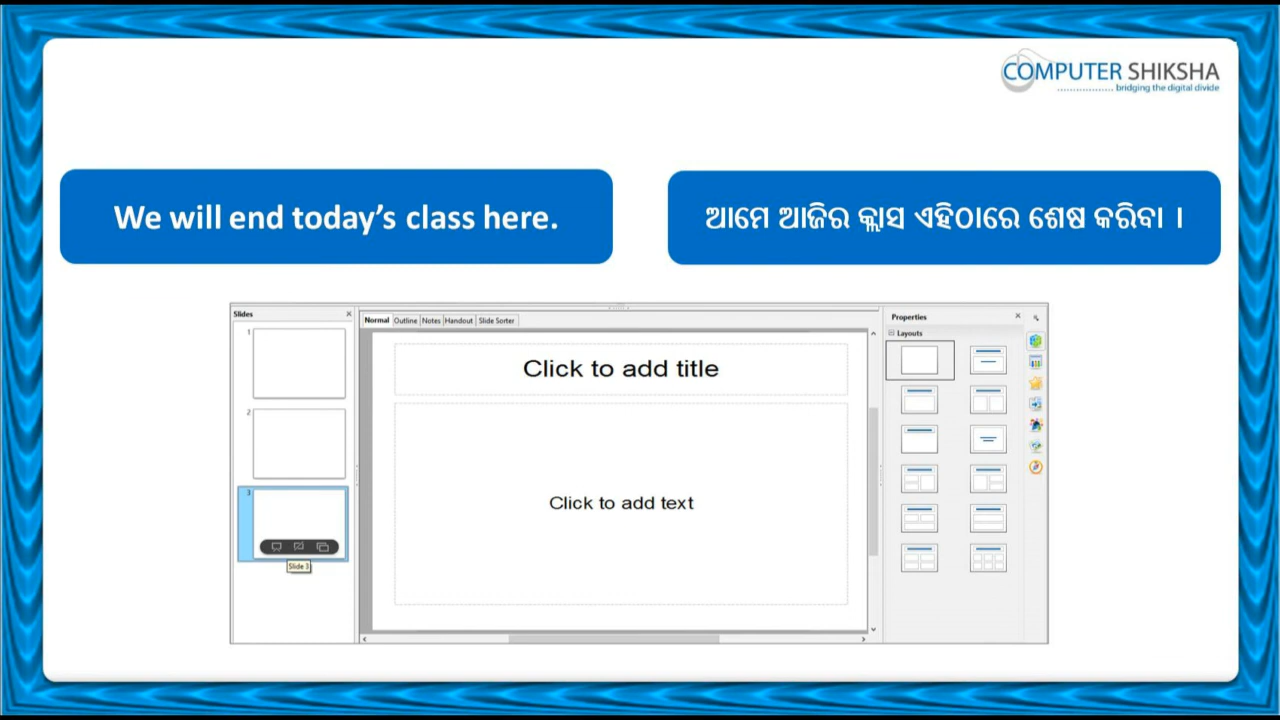 COMPUTER SHIKSHA
bridging the digital divide
We will end today’s class here.
ଆମେ ଆଜିର କ୍ଲାସ ଏହିଠାରେ ଶେଷ କରିବା ।
Slides
1
2
3
Slide 3
Normal Outline Notes Handout Slide Sorter
Click to add title
Click to add text
Properties
Layouts